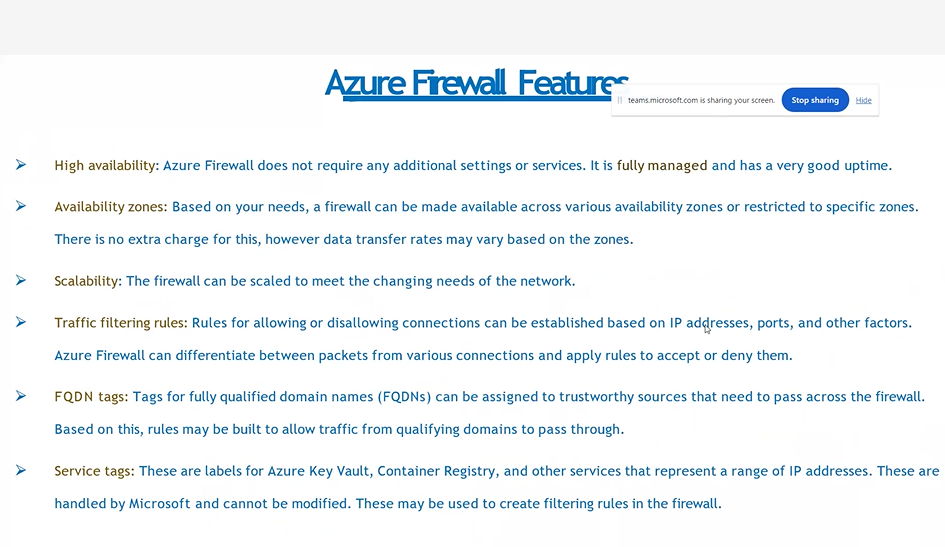 Azure Firewall Features
teams.microsoft.com is sharing your screen. Stop sharing Hide
High availability: Azure Firewall does not require any additional settings or services. It is fully managed and has a very good uptime.
Availability zones: Based on your needs, a firewall can be made available across various availability zones or restricted to specific zones.
There is no extra charge for this, however data transfer rates may vary based on the zones.
Scalability: The firewall can be scaled to meet the changing needs of the network.
Traffic filtering rules: Rules for allowing or disallowing connections can be established based on IP addresses, ports, and other factors.
Azure Firewall can differentiate between packets from various connections and apply rules to accept or deny them.
FQDN tags: Tags for fully qualified domain names (FQDNs) can be assigned to trustworthy sources that need to pass across the firewall.
Based on this, rules may be built to allow traffic from qualifying domains to pass through.
Service tags: These are labels for Azure Key Vault, Container Registry, and other services that represent a range of IP addresses. These are
handled by Microsoft and cannot be modified. These may be used to create filtering rules in the firewall.